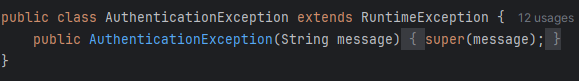 public class AuthenticationException extends RuntimeException {  12 usages
    public AuthenticationException(String message) { super(message); }
}